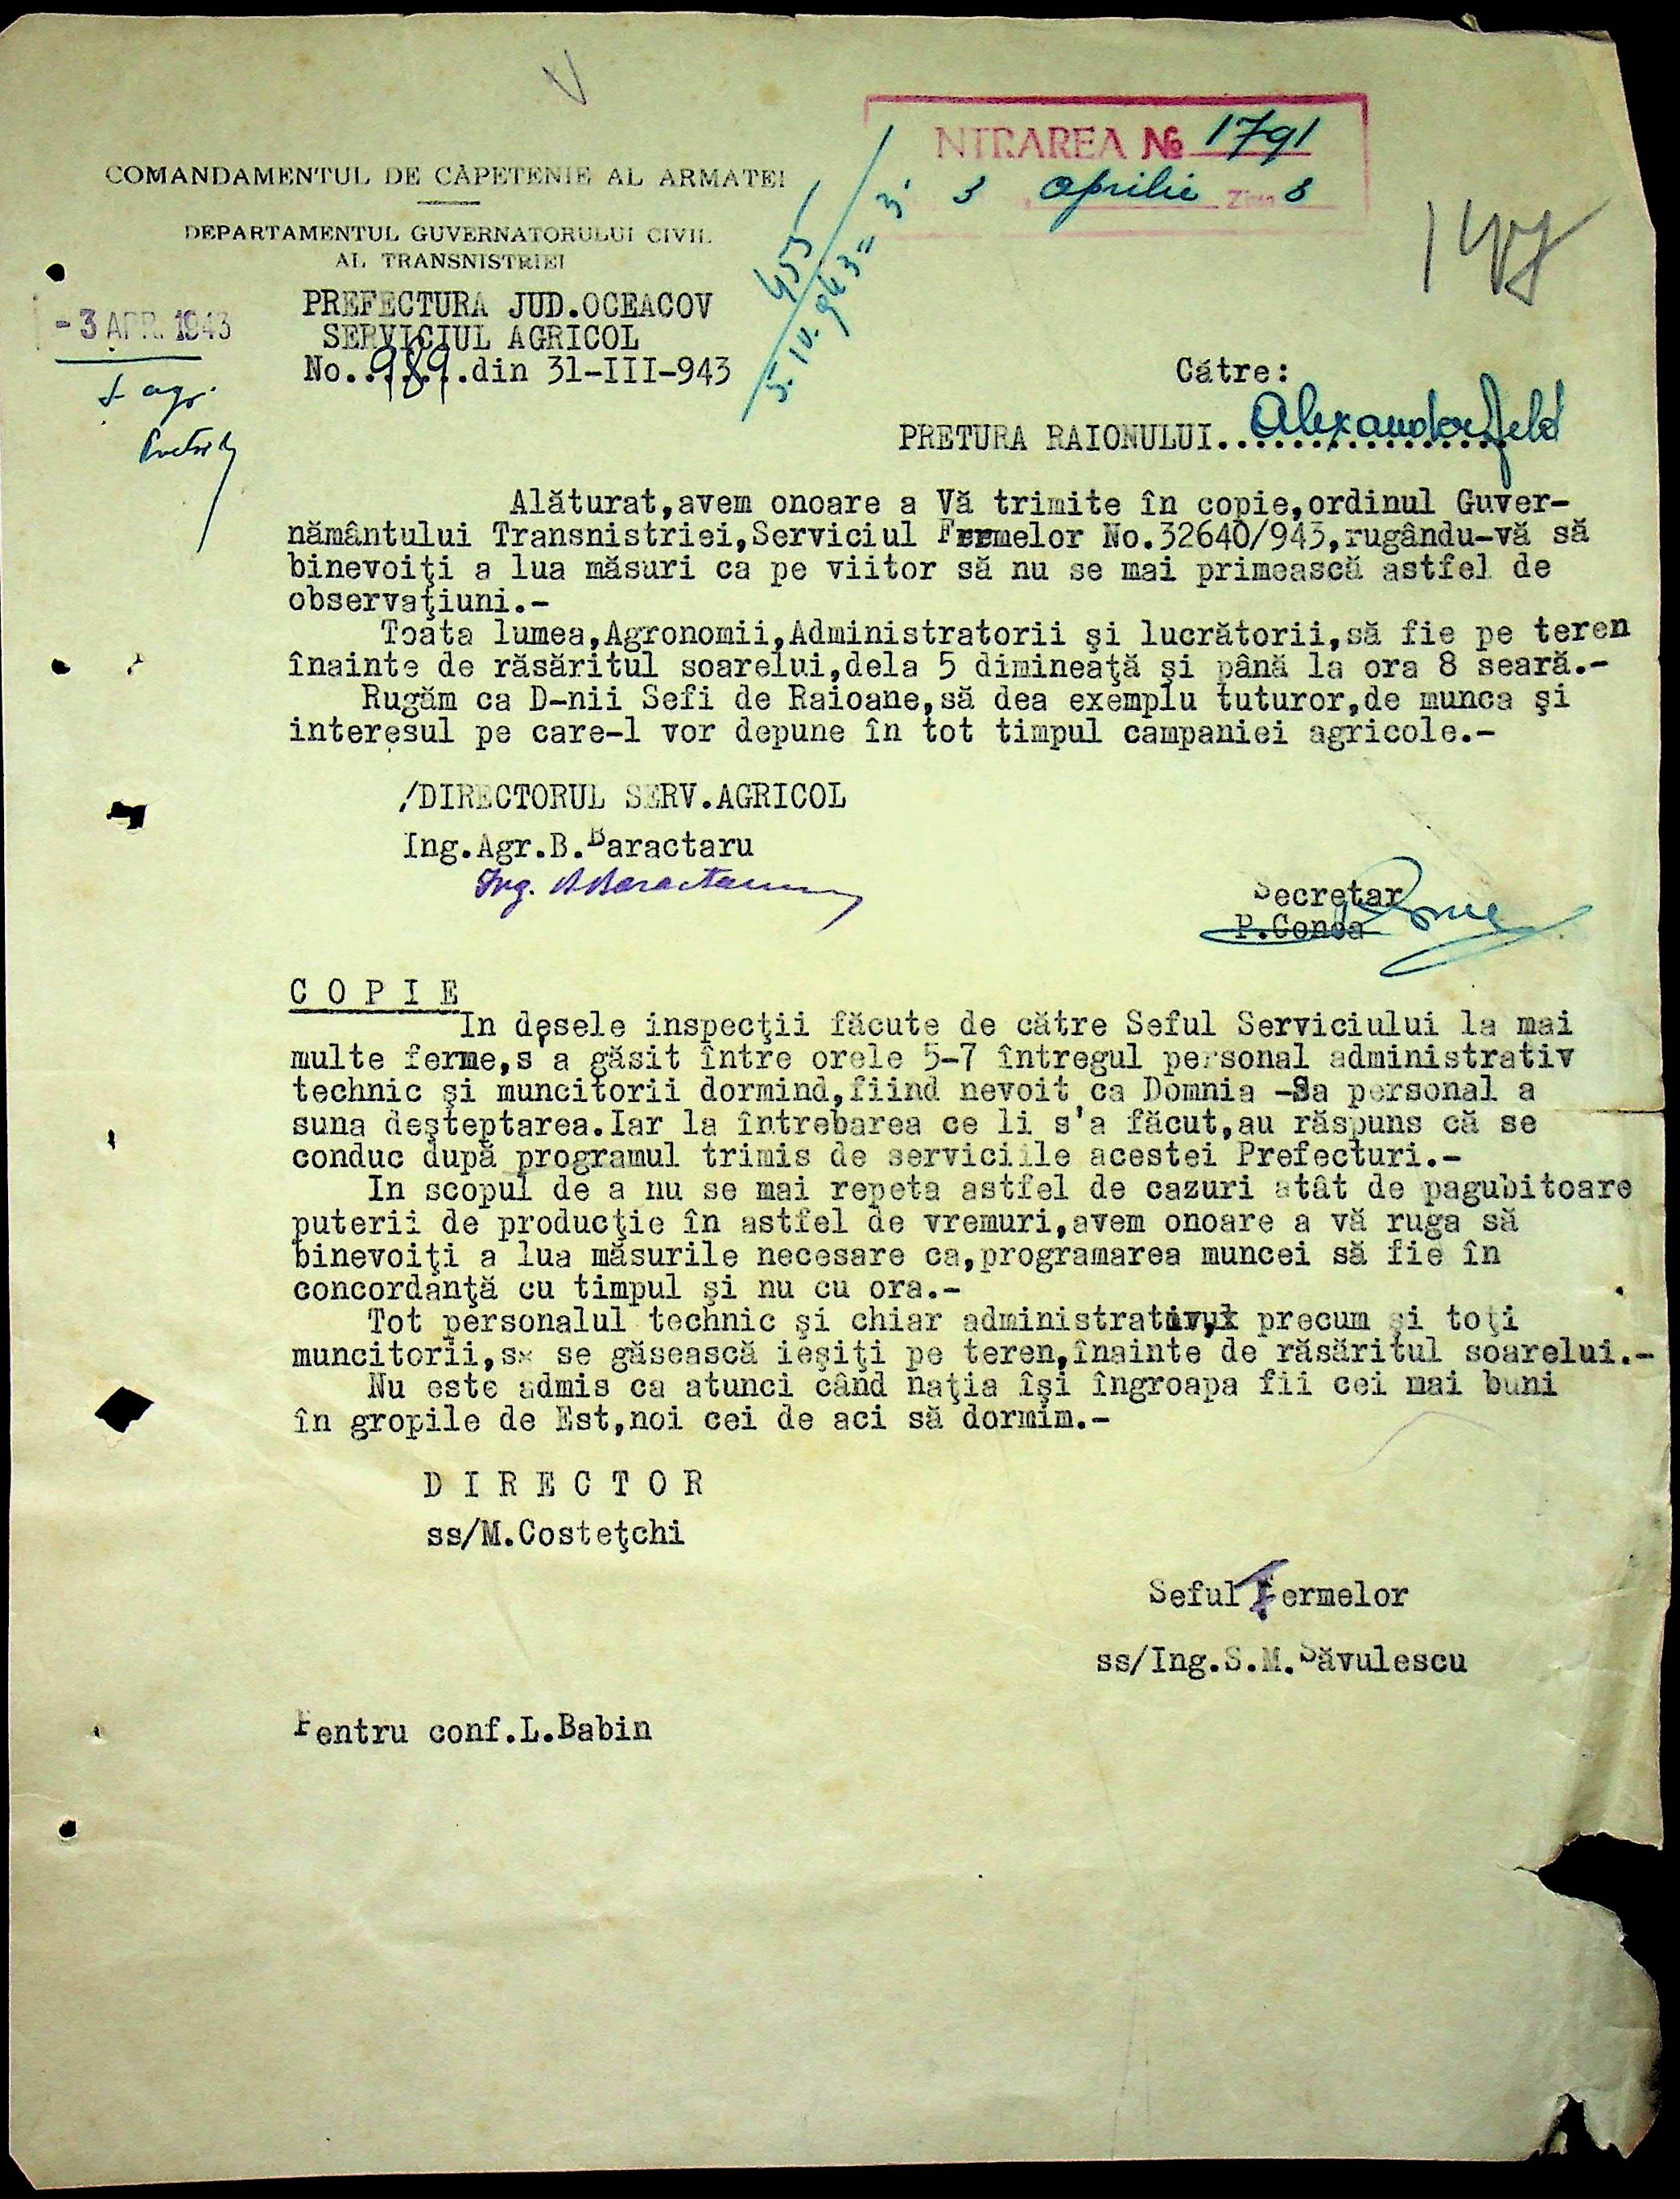 NTRAREA № 1791
3 aprilie Ziua 8
COMANDAMENTUL DE CĂPETENIE AL ARMATEI
DEPARTAMENTUL GUVERNATORULUI CIVIL
AL TRANSNISTRIEI
455
5.IV.943
147
- 3 APR. 1943
PREFECTURA JUD.OCEACOV
SERVICIUL AGRICOL
No..989..din 31-III-943
agr.
Către:
PRETURA RAIONULUI..Alexanderfeld
Alăturat,avem onoare a Vă trimite în copie,ordinul Guver-
nământului Transnistriei,Serviciul Fermelor No.32640/943,rugându-vă să
binevoiţi a lua măsuri ca pe viitor să nu se mai primească astfel de
observaţiuni.-
Toata lumea,Agronomii,Administratorii şi lucrătorii,să fie pe teren
înainte de răsăritul soarelui,dela 5 dimineaţă şi până la ora 8 seară.-
Rugăm ca D-nii Sefi de Raioane,să dea exemplu tuturor,de munca şi
interesul pe care-l vor depune în tot timpul campaniei agricole.-
/DIRECTORUL SERV.AGRICOL
Ing.Agr.B.Baractaru
Ing. B Baractaru
Secretar
P.Conea
C O P I E
In desele inspecţii făcute de către Seful Serviciului la mai
multe ferme,s'a găsit între orele 5-7 întregul personal administrativ
technic şi muncitorii dormind,fiind nevoit ca Domnia -Sa personal a
suna deşteptarea.Iar la întrebarea ce li s'a făcut,au răspuns că se
conduc după programul trimis de serviciile acestei Prefecturi.-
In scopul de a nu se mai repeta astfel de cazuri atât de pagubitoare
puterii de producţie în astfel de vremuri,avem onoare a vă ruga să
binevoiţi a lua măsurile necesare ca,programarea muncei să fie în
concordanţă cu timpul şi nu cu ora.-
Tot personalul technic şi chiar administrativ, precum şi toţi
muncitorii,sx se găsească ieşiţi pe teren,înainte de răsăritul soarelui.-
Nu este admis ca atunci când naţia îşi îngroapa fii cei mai buni
în gropile de Est,noi cei de aci să dormim.-
D I R E C T O R
ss/M.Costeţchi
Seful Fermelor
ss/Ing.S.M.Săvulescu
Pentru conf.L.Babin